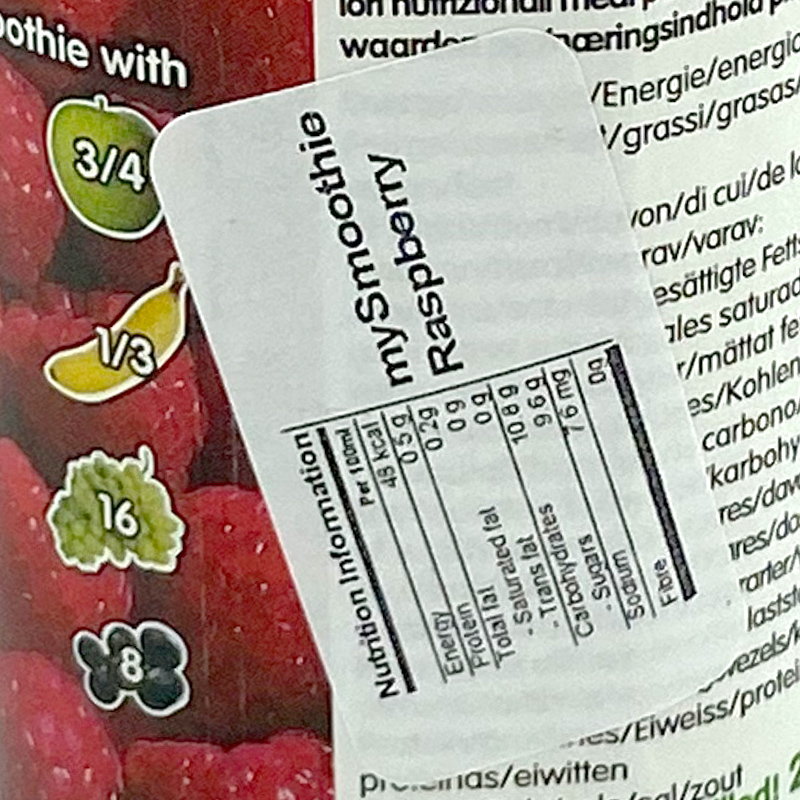 oothie with
3/4
1/3
16
8
mySmoothie
Raspberry
Nutrition Information
Per 100ml
Energy 48 kcal
Protein 0.5 g
Total fat 0.2g
- Saturated fat 0 g
- Trans fat 0 g
Carbohydrates 10.8 g
- Sugars 9.6 g
Sodium 7.6 mg
Fibre 0g
waarde næringsindhold
/Energie/energi
/grassi/grasas/
von/di cui/de
rav/varav:
esättigte Fett
ales saturad
r/mättat fe
es/Kohlen
carbono/
karbohy
res/dav
res/do
rarter/
vezels/
es/Eiweiss/protei
proteinas/eiwitten
/zout